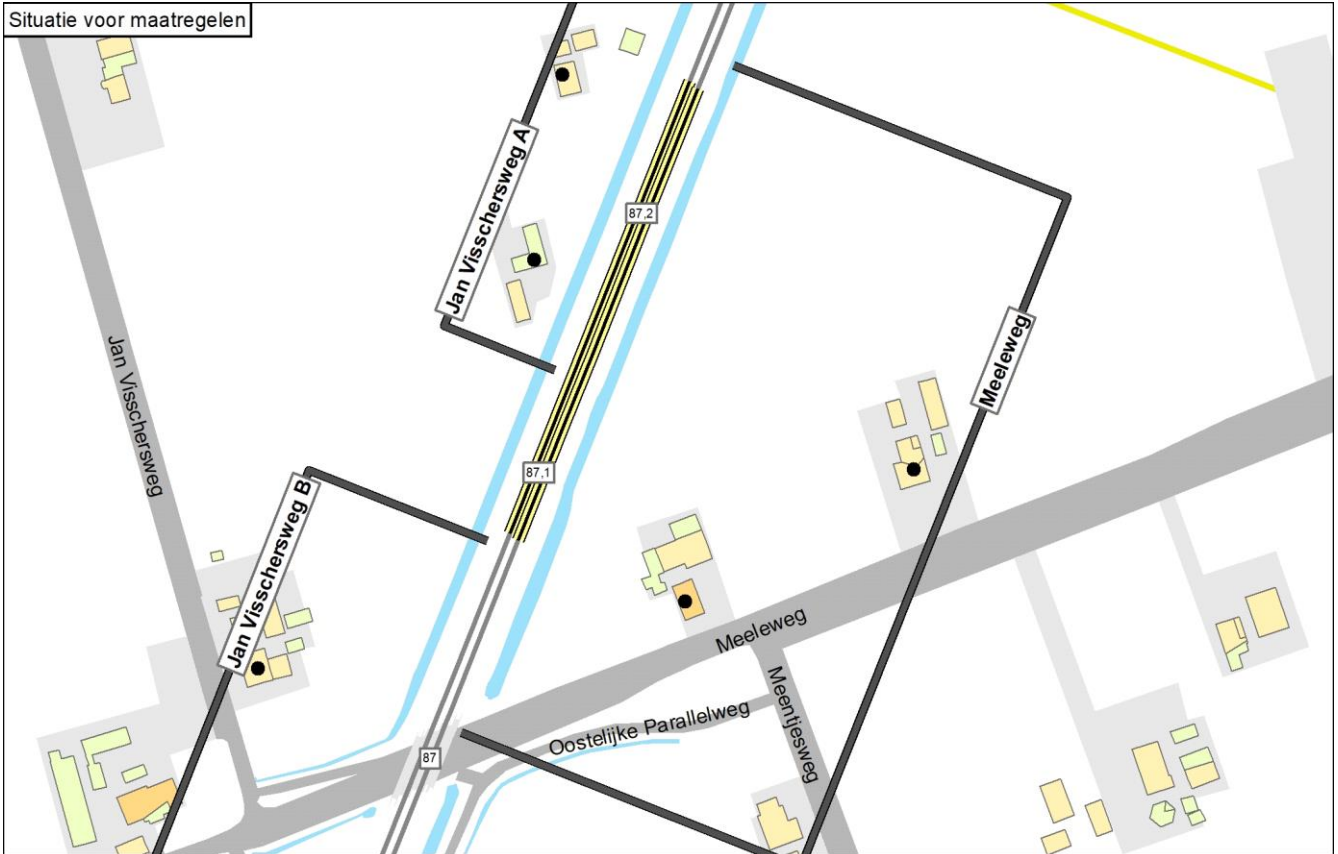 Situatie voor maatregelen
Jan Visschersweg A
87,2
Meeleweg
Jan Visschersweg
87,1
Jan Visschersweg B
Meeleweg
Oostelijke Parallelweg
Meentjesweg
87